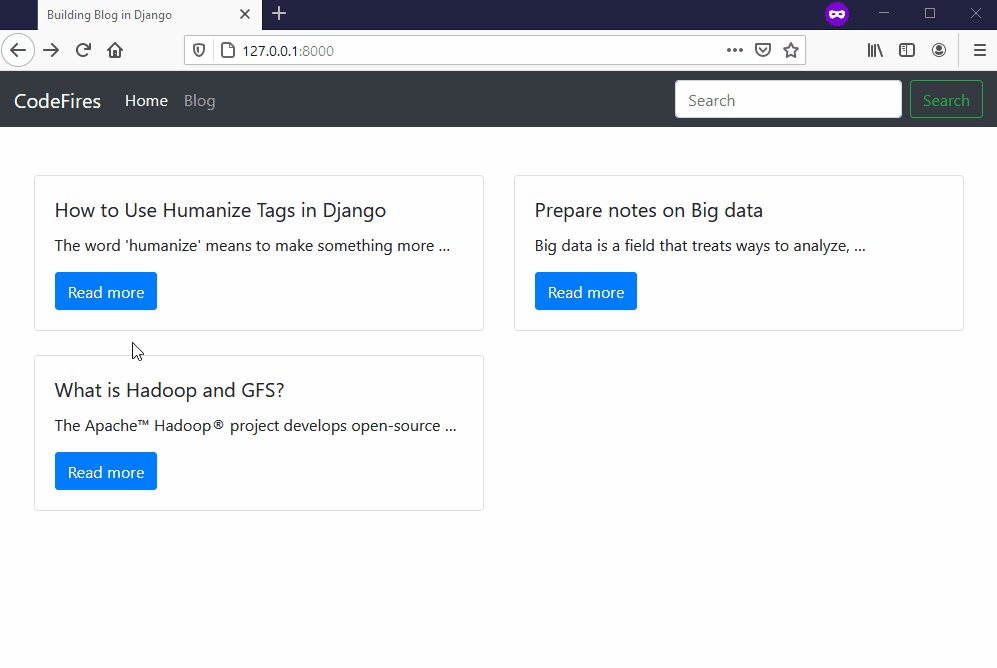 Building Blog in Django
127.0.0.1:8000
CodeFires Home Blog Search Search
How to Use Humanize Tags in Django
The word 'humanize' means to make something more ...
Read more
Prepare notes on Big data
Big data is a field that treats ways to analyze, ...
Read more
What is Hadoop and GFS?
The Apache™ Hadoop® project develops open-source ...
Read more